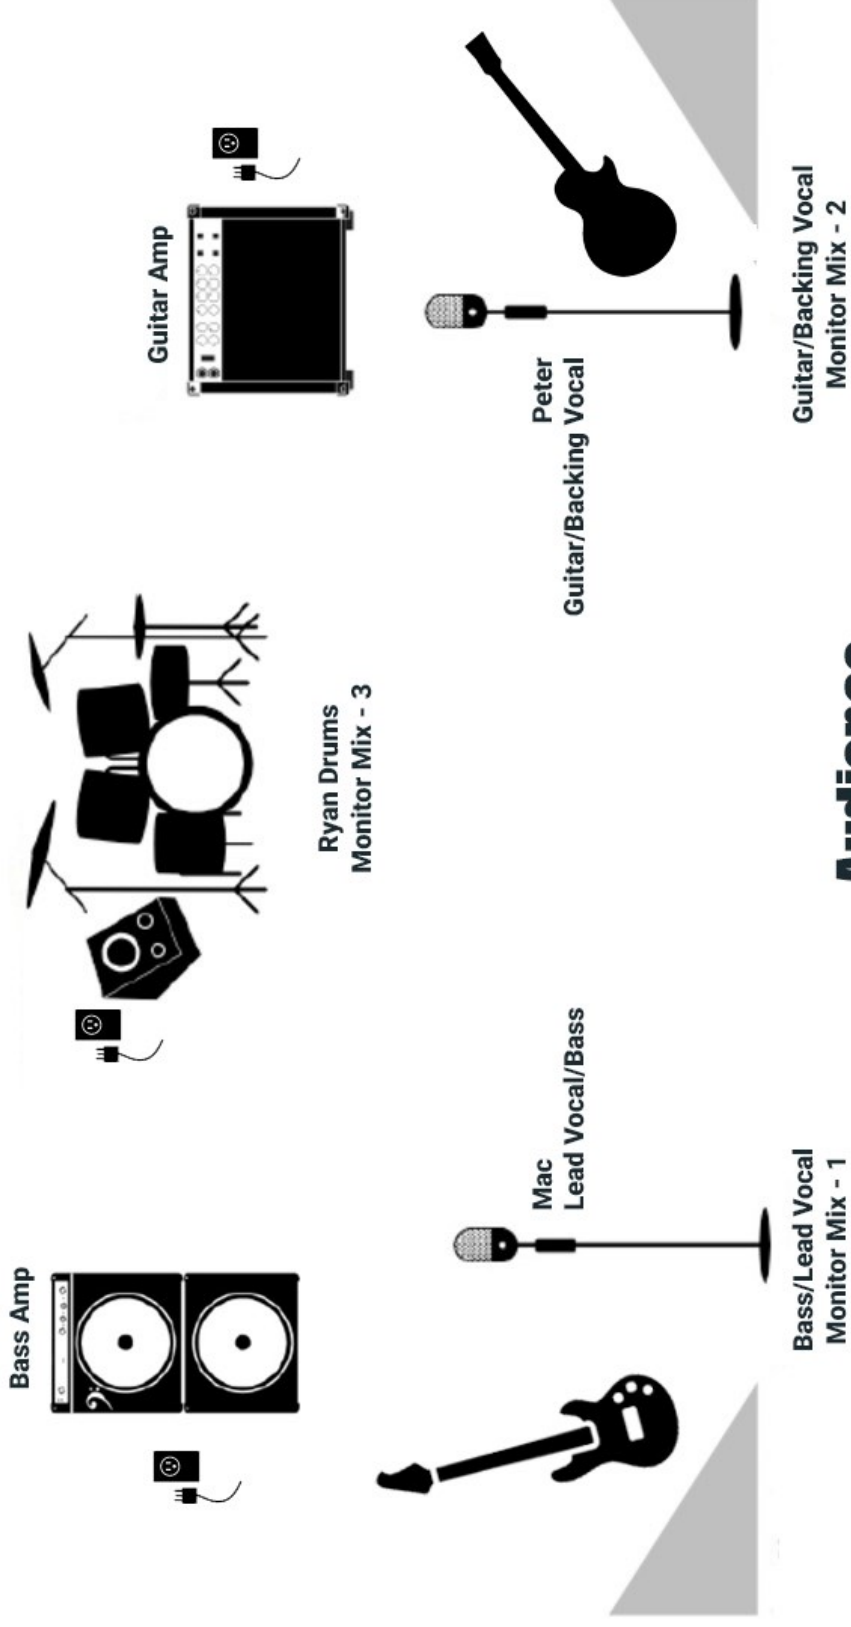 Bass Amp
Guitar Amp
Ryan Drums
Monitor Mix - 3
Mac
Lead Vocal/Bass
Peter
Guitar/Backing Vocal
Bass/Lead Vocal
Monitor Mix - 1
Guitar/Backing Vocal
Monitor Mix - 2
Audience